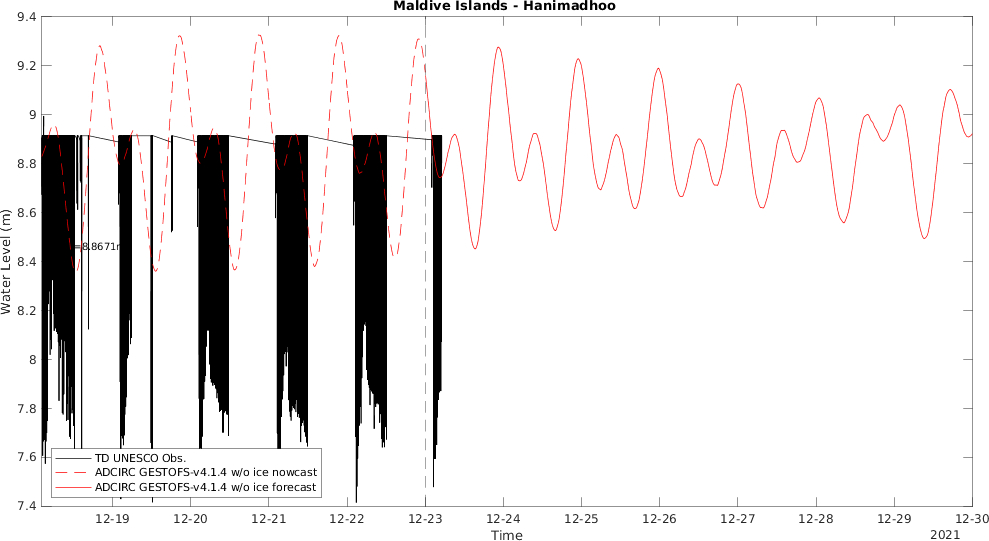 Maldive Islands - Hanimadhoo
9.4
9.2
9
8.8
8.6
8.4
8.2
8
7.8
7.6
7.4
Water Level (m)
=8.8671
TD UNESCO Obs.
ADCIRC GESTOFS-v4.1.4 w/o ice nowcast
ADCIRC GESTOFS-v4.1.4 w/o ice forecast
12-19 12-20 12-21 12-22 12-23 12-24 12-25 12-26 12-27 12-28 12-29 12-30
Time
2021